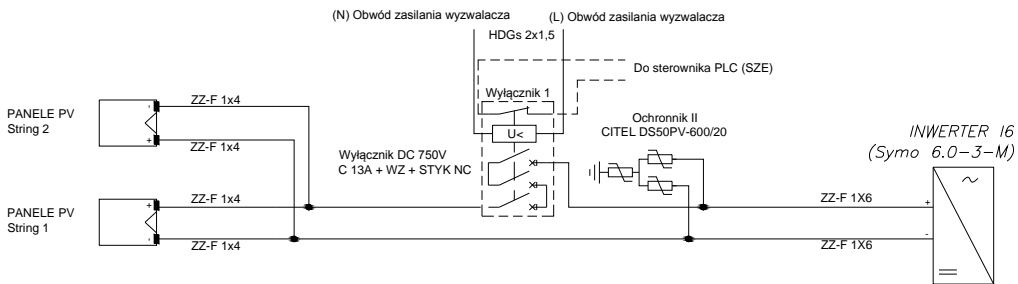 (N) Obwód zasilania wyzwalacza
(L) Obwód zasilania wyzwalacza
HDGs 2x1,5
Do sterownika PLC (SZE)
Wyłącznik 1
U<
Wyłącznik DC 750V
C 13A + WZ + STYK NC
Ochronnik II
CITEL DS50PV-600/20
INWERTER I6
(Symo 6.0-3-M)
PANELE PV
String 2
-
+
ZZ-F 1x4
ZZ-F 1x4
PANELE PV
String 1
+
-
ZZ-F 1x4
ZZ-F 1x4
ZZ-F 1X6
ZZ-F 1X6
+
-
~